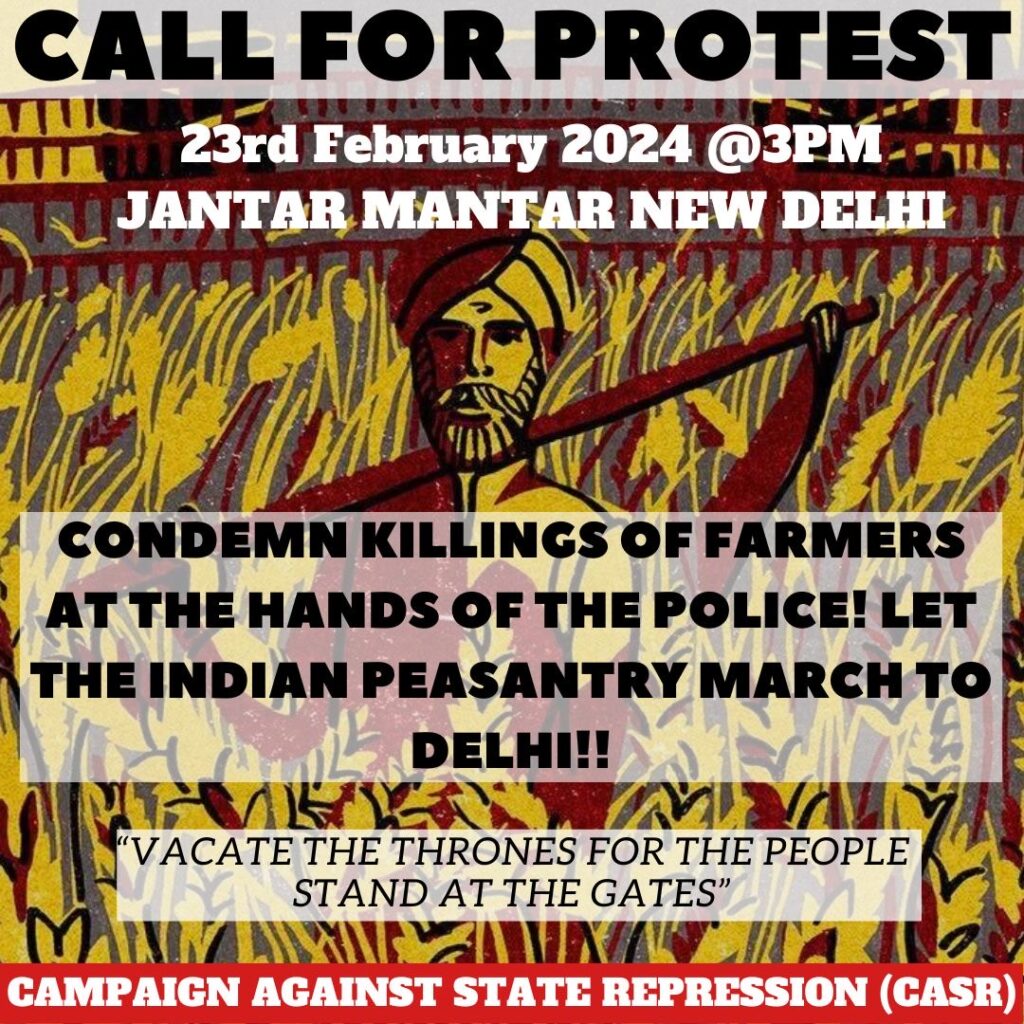 CALL FOR PROTEST
23rd February 2024 @3PM
JANTAR MANTAR NEW DELHI
CONDEMN KILLINGS OF FARMERS
AT THE HANDS OF THE POLICE! LET
THE INDIAN PEASANTRY MARCH TO
DELHI!!
“VACATE THE THRONES FOR THE PEOPLE
STAND AT THE GATES”
CAMPAIGN AGAINST STATE REPRESSION (CASR)